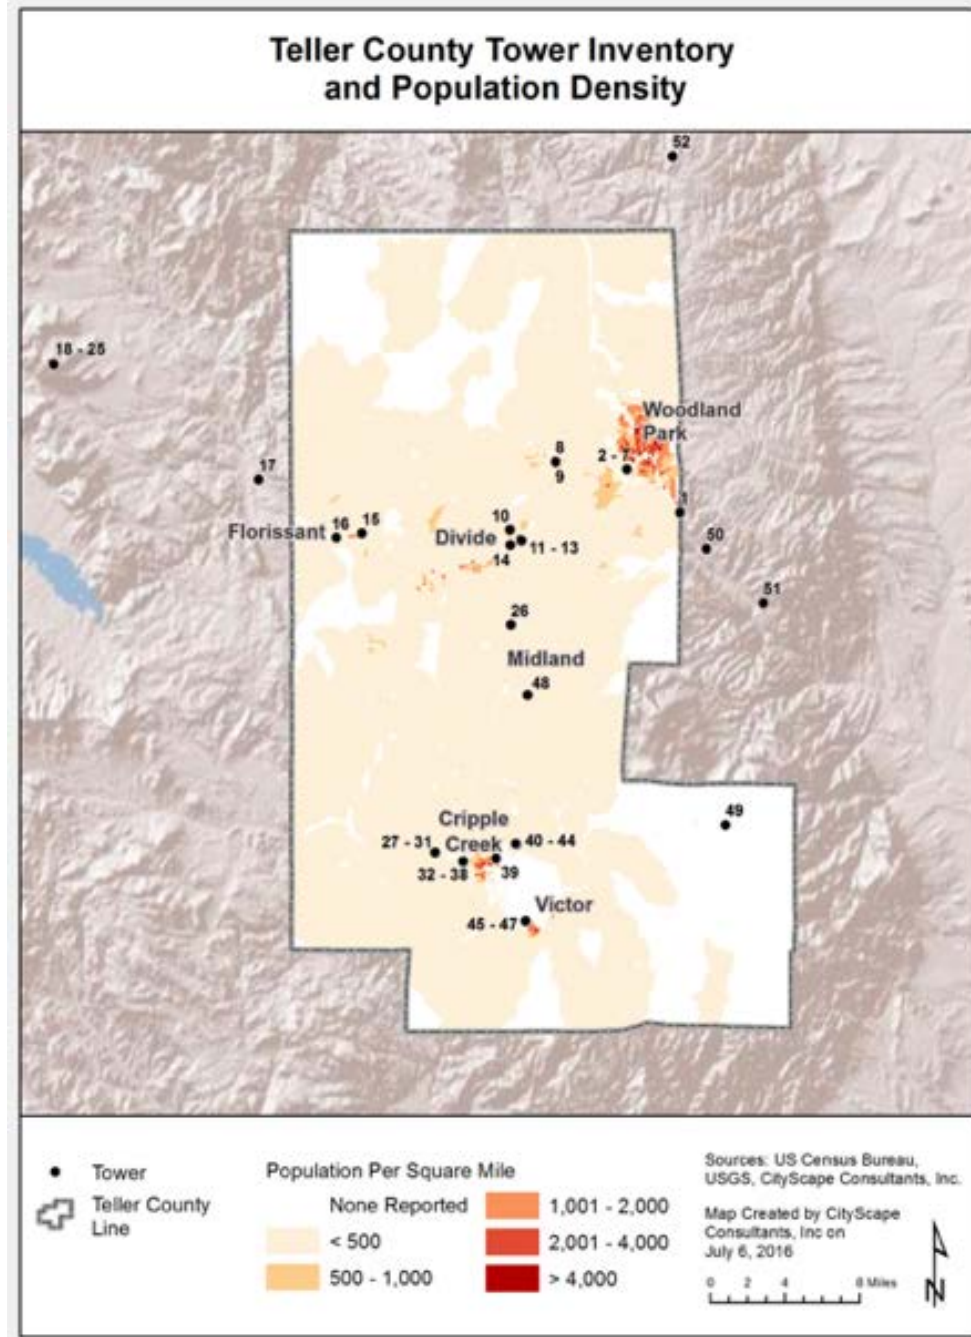 Teller County Tower Inventory
and Population Density
52
18 - 25
Woodland
Park
8
9
2 - 7
17
1
Florissant
16
15
10
Divide
11 - 13
14
50
51
26
Midland
48
49
Cripple
Creek
27 - 31
40 - 44
32 - 38
39
Victor
45 - 47
Tower
Teller County
Line
Population Per Square Mile
None Reported
< 500
500 - 1,000
1,001 - 2,000
2,001 - 4,000
> 4,000
Sources: US Census Bureau,
USGS, CityScape Consultants, Inc.
Map Created by CityScape
Consultants, Inc on
July 6, 2016
0 2 4 8 Miles
N